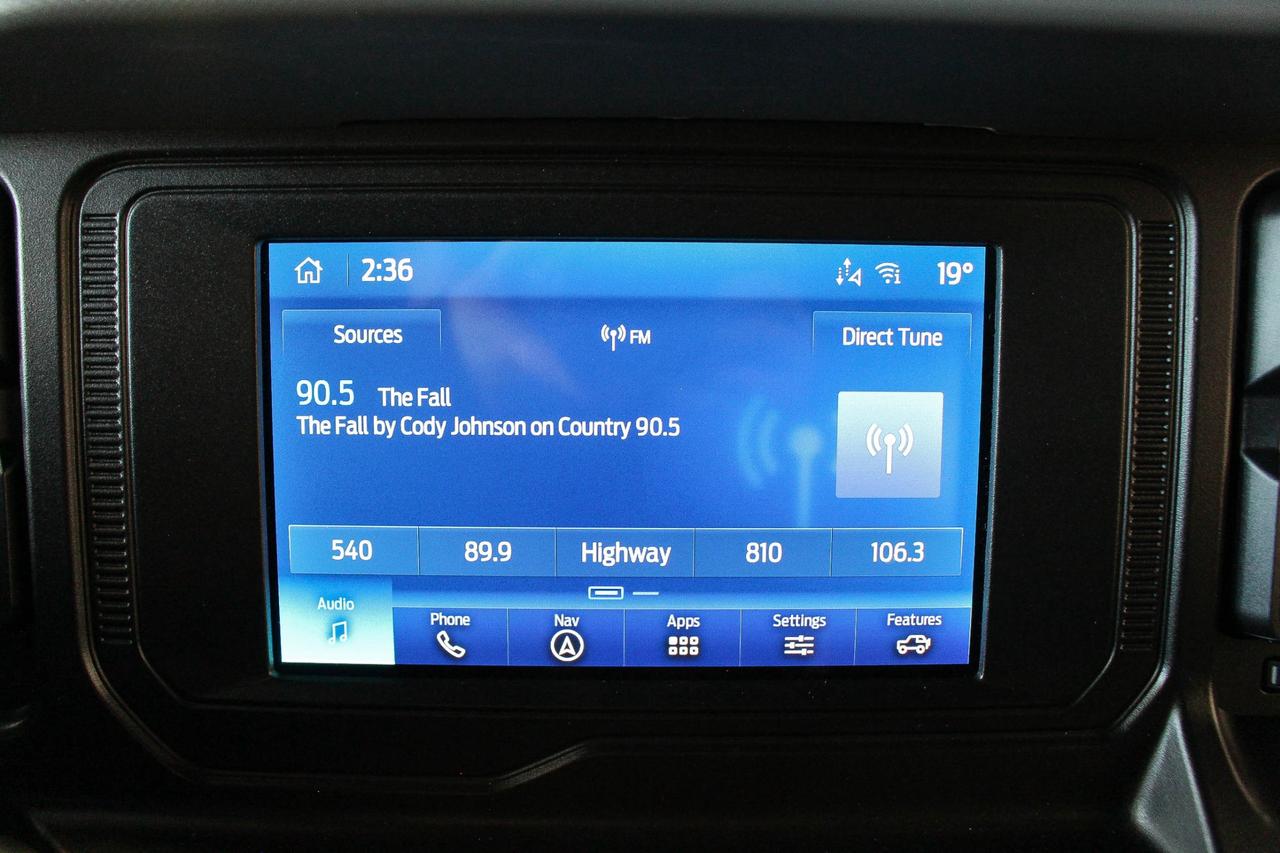 2:36 19°
Sources FM Direct Tune
90.5 The Fall
The Fall by Cody Johnson on Country 90.5
540 89.9 Highway 810 106.3
Audio Phone Nav Apps Settings Features